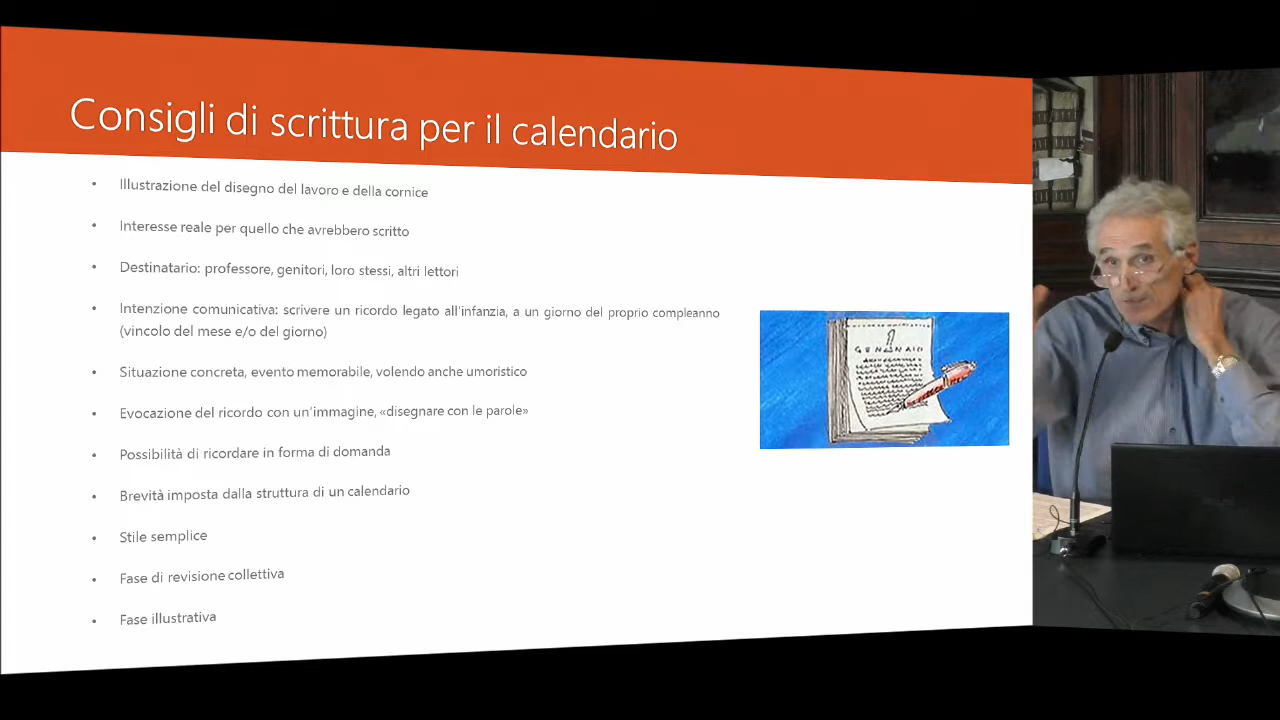 Consigli di scrittura per il calendario
• Illustrazione del disegno del lavoro e della cornice
• Interesse reale per quello che avrebbero scritto
• Destinatario: professore, genitori, loro stessi, altri lettori
• Intenzione comunicativa: scrivere un ricordo legato all'infanzia, a un giorno del proprio compleanno
(vincolo del mese e/o del giorno)
• Situazione concreta, evento memorabile, volendo anche umoristico
• Evocazione del ricordo con un'immagine, «disegnare con le parole»
• Possibilità di ricordare in forma di domanda
• Brevità imposta dalla struttura di un calendario
• Stile semplice
• Fase di revisione collettiva
• Fase illustrativa
1
GENNAIO